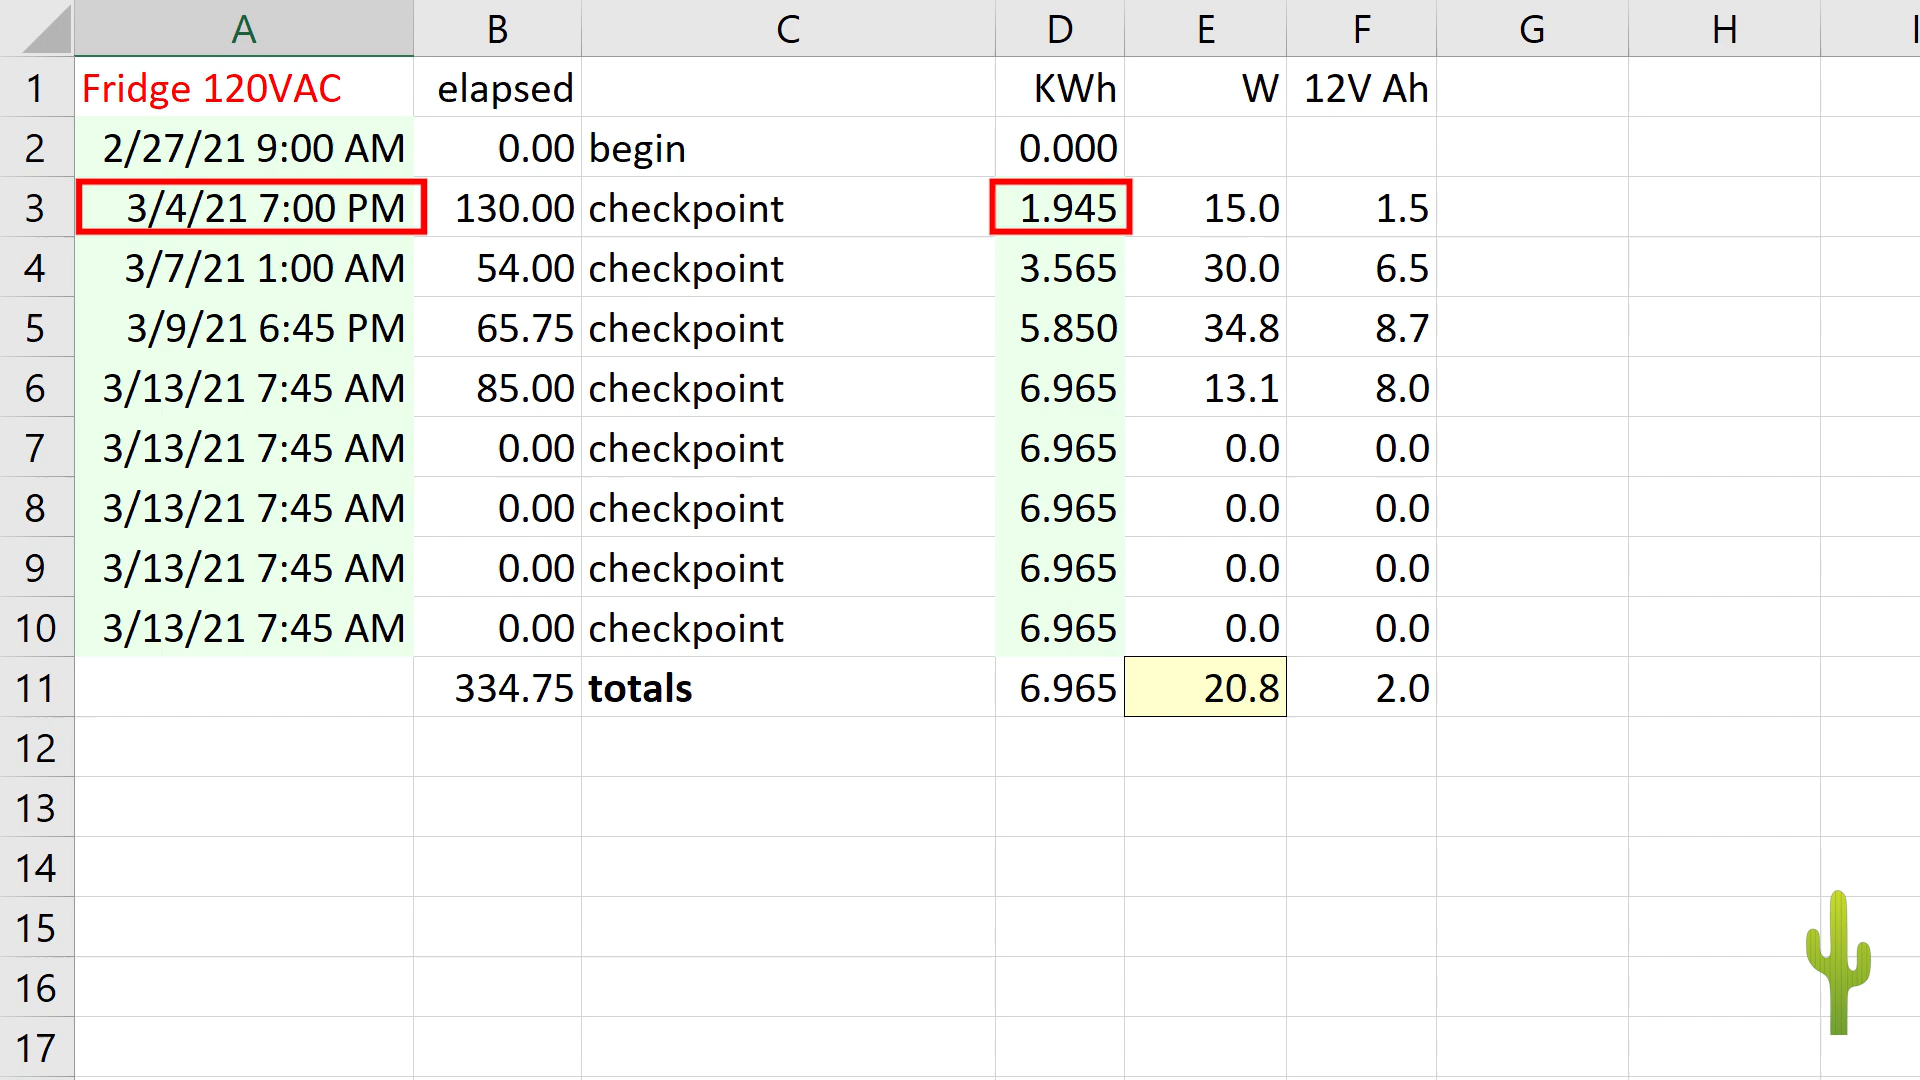 A B C D E F G H I
1 Fridge 120VAC elapsed KWh W 12V Ah
2 2/27/21 9:00 AM 0.00 begin 0.000
3 3/4/21 7:00 PM 130.00 checkpoint 1.945 15.0 1.5
4 3/7/21 1:00 AM 54.00 checkpoint 3.565 30.0 6.5
5 3/9/21 6:45 PM 65.75 checkpoint 5.850 34.8 8.7
6 3/13/21 7:45 AM 85.00 checkpoint 6.965 13.1 8.0
7 3/13/21 7:45 AM 0.00 checkpoint 6.965 0.0 0.0
8 3/13/21 7:45 AM 0.00 checkpoint 6.965 0.0 0.0
9 3/13/21 7:45 AM 0.00 checkpoint 6.965 0.0 0.0
10 3/13/21 7:45 AM 0.00 checkpoint 6.965 0.0 0.0
11 334.75 totals 6.965 20.8 2.0
12
13
14
15
16
17